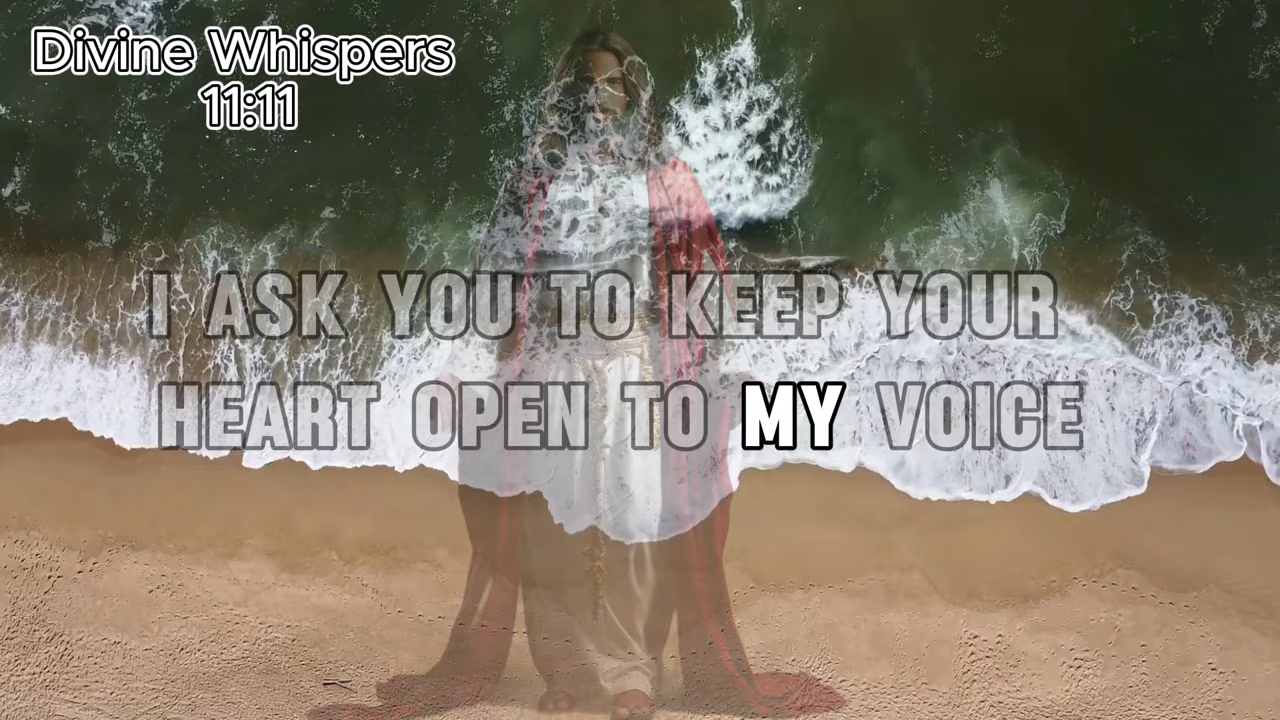 Divine Whispers
11:11
I ASK YOU TO KEEP YOUR
HEART OPEN TO MY VOICE